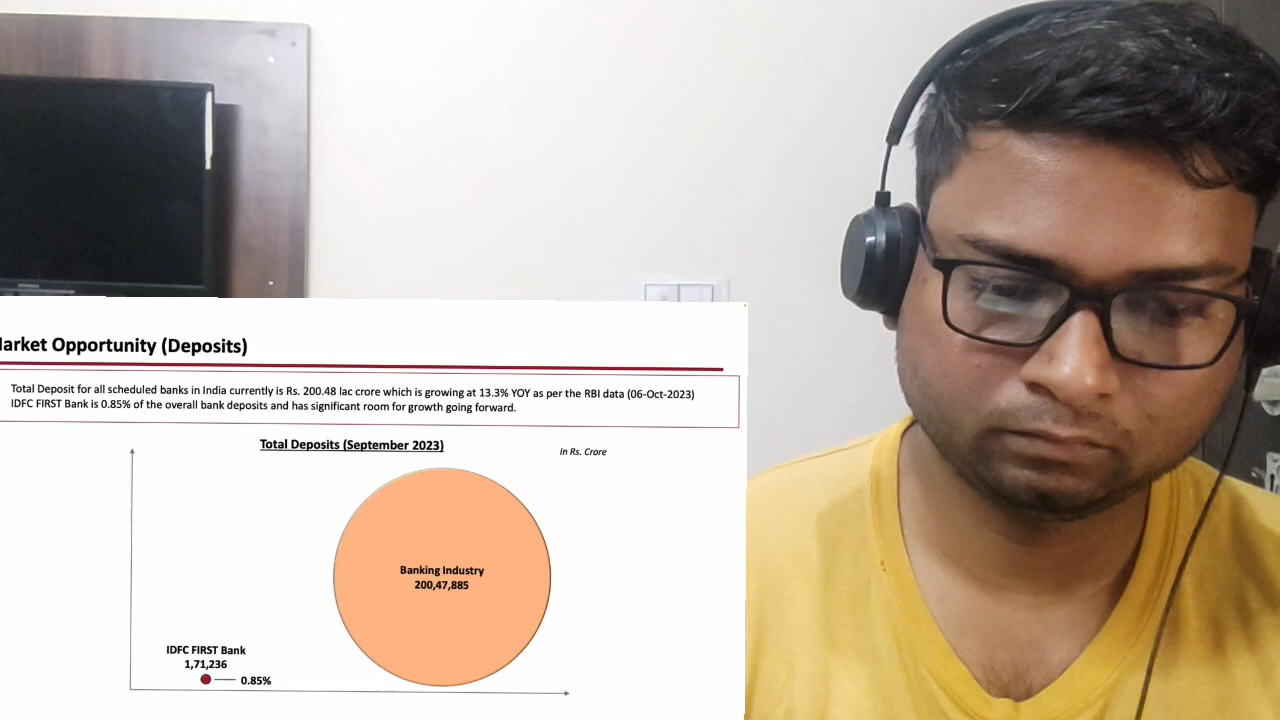 arket Opportunity (Deposits)
Total Deposit for all scheduled banks in India currently is Rs. 200.48 lac crore which is growing at 13.3% YOY as per the RBI data (06-Oct-2023)
IDFC FIRST Bank is 0.85% of the overall bank deposits and has significant room for growth going forward.
Total Deposits (September 2023)
In Rs. Crore
Banking Industry
200,47,885
IDFC FIRST Bank
1,71,236
0.85%